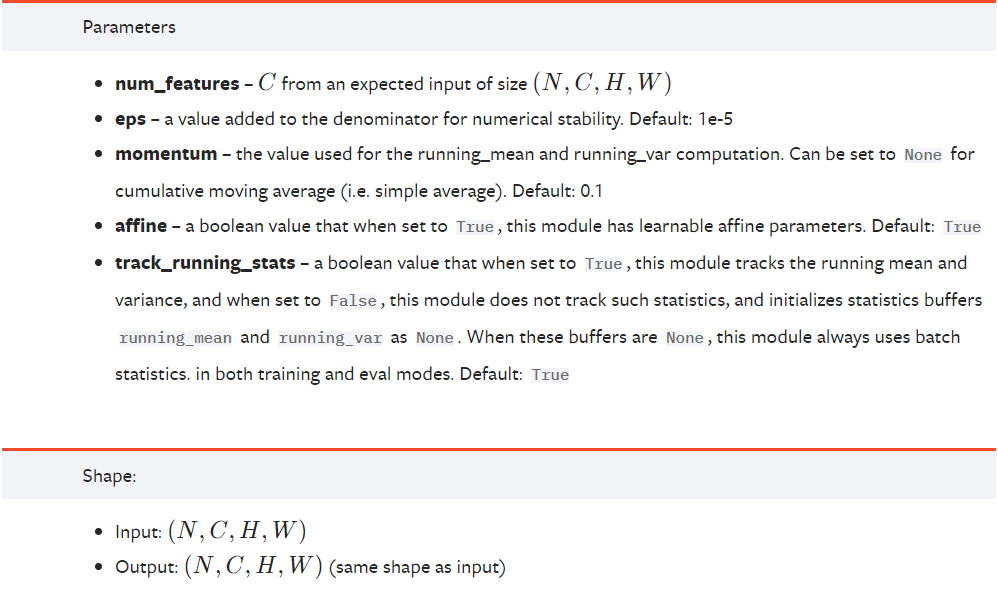 Parameters
• num_features – C from an expected input of size (N, C, H, W)
• eps – a value added to the denominator for numerical stability. Default: 1e-5
• momentum – the value used for the running_mean and running_var computation. Can be set to None for
cumulative moving average (i.e. simple average). Default: 0.1
• affine – a boolean value that when set to True, this module has learnable affine parameters. Default: True
• track_running_stats – a boolean value that when set to True, this module tracks the running mean and
variance, and when set to False, this module does not track such statistics, and initializes statistics buffers
running_mean and running_var as None. When these buffers are None, this module always uses batch
statistics. in both training and eval modes. Default: True
Shape:
• Input: (N, C, H, W)
• Output: (N, C, H, W) (same shape as input)